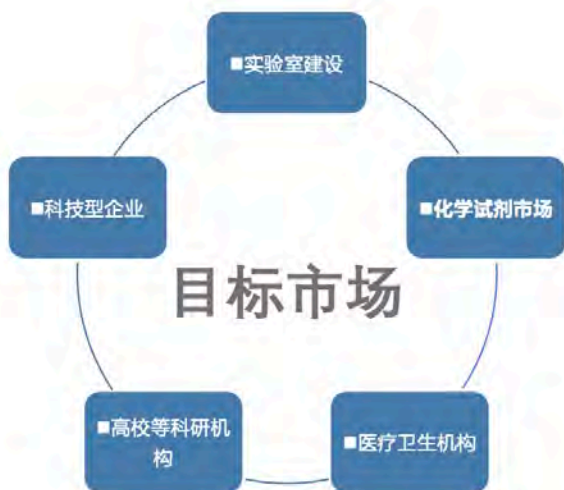 ■实验室建设
■科技型企业
■化学试剂市场
目标市场
■高校等科研机
构
■医疗卫生机构